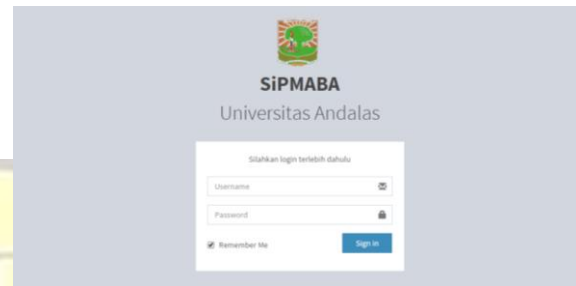 SiPMABA
Universitas Andalas
Silahkan login terlebih dahulu
Username
Password
Remember Me
Sign in